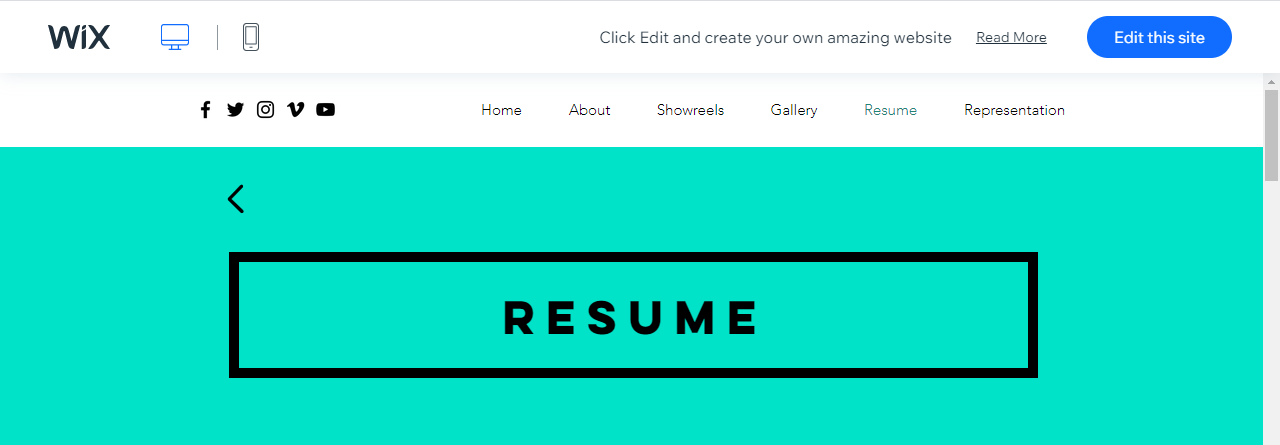 WiX Click Edit and create your own amazing website Read More Edit this site
Home About Showreels Gallery Resume Representation
RESUME